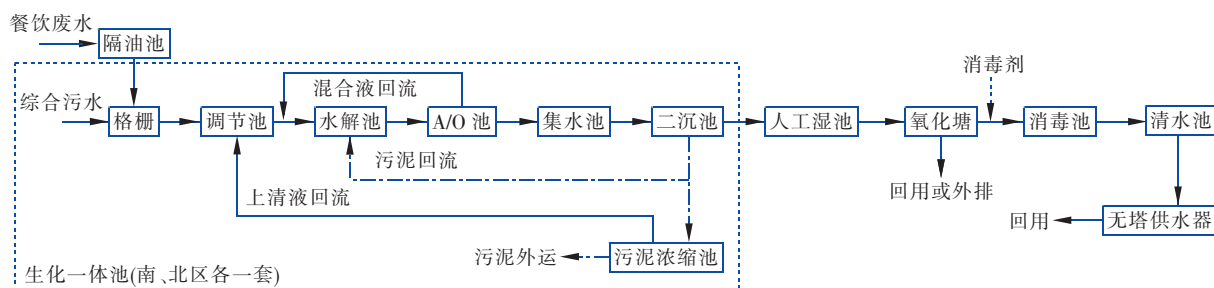 餐饮废水
隔油池
消毒剂
混合液回流
综合污水
格栅
调节池
水解池
A/O 池
集水池
二沉池
人工湿池
氧化塘
消毒池
清水池
污泥回流
回用或外排
上清液回流
回用
无塔供水器
污泥外运
污泥浓缩池
生化一体池(南、北区各一套)